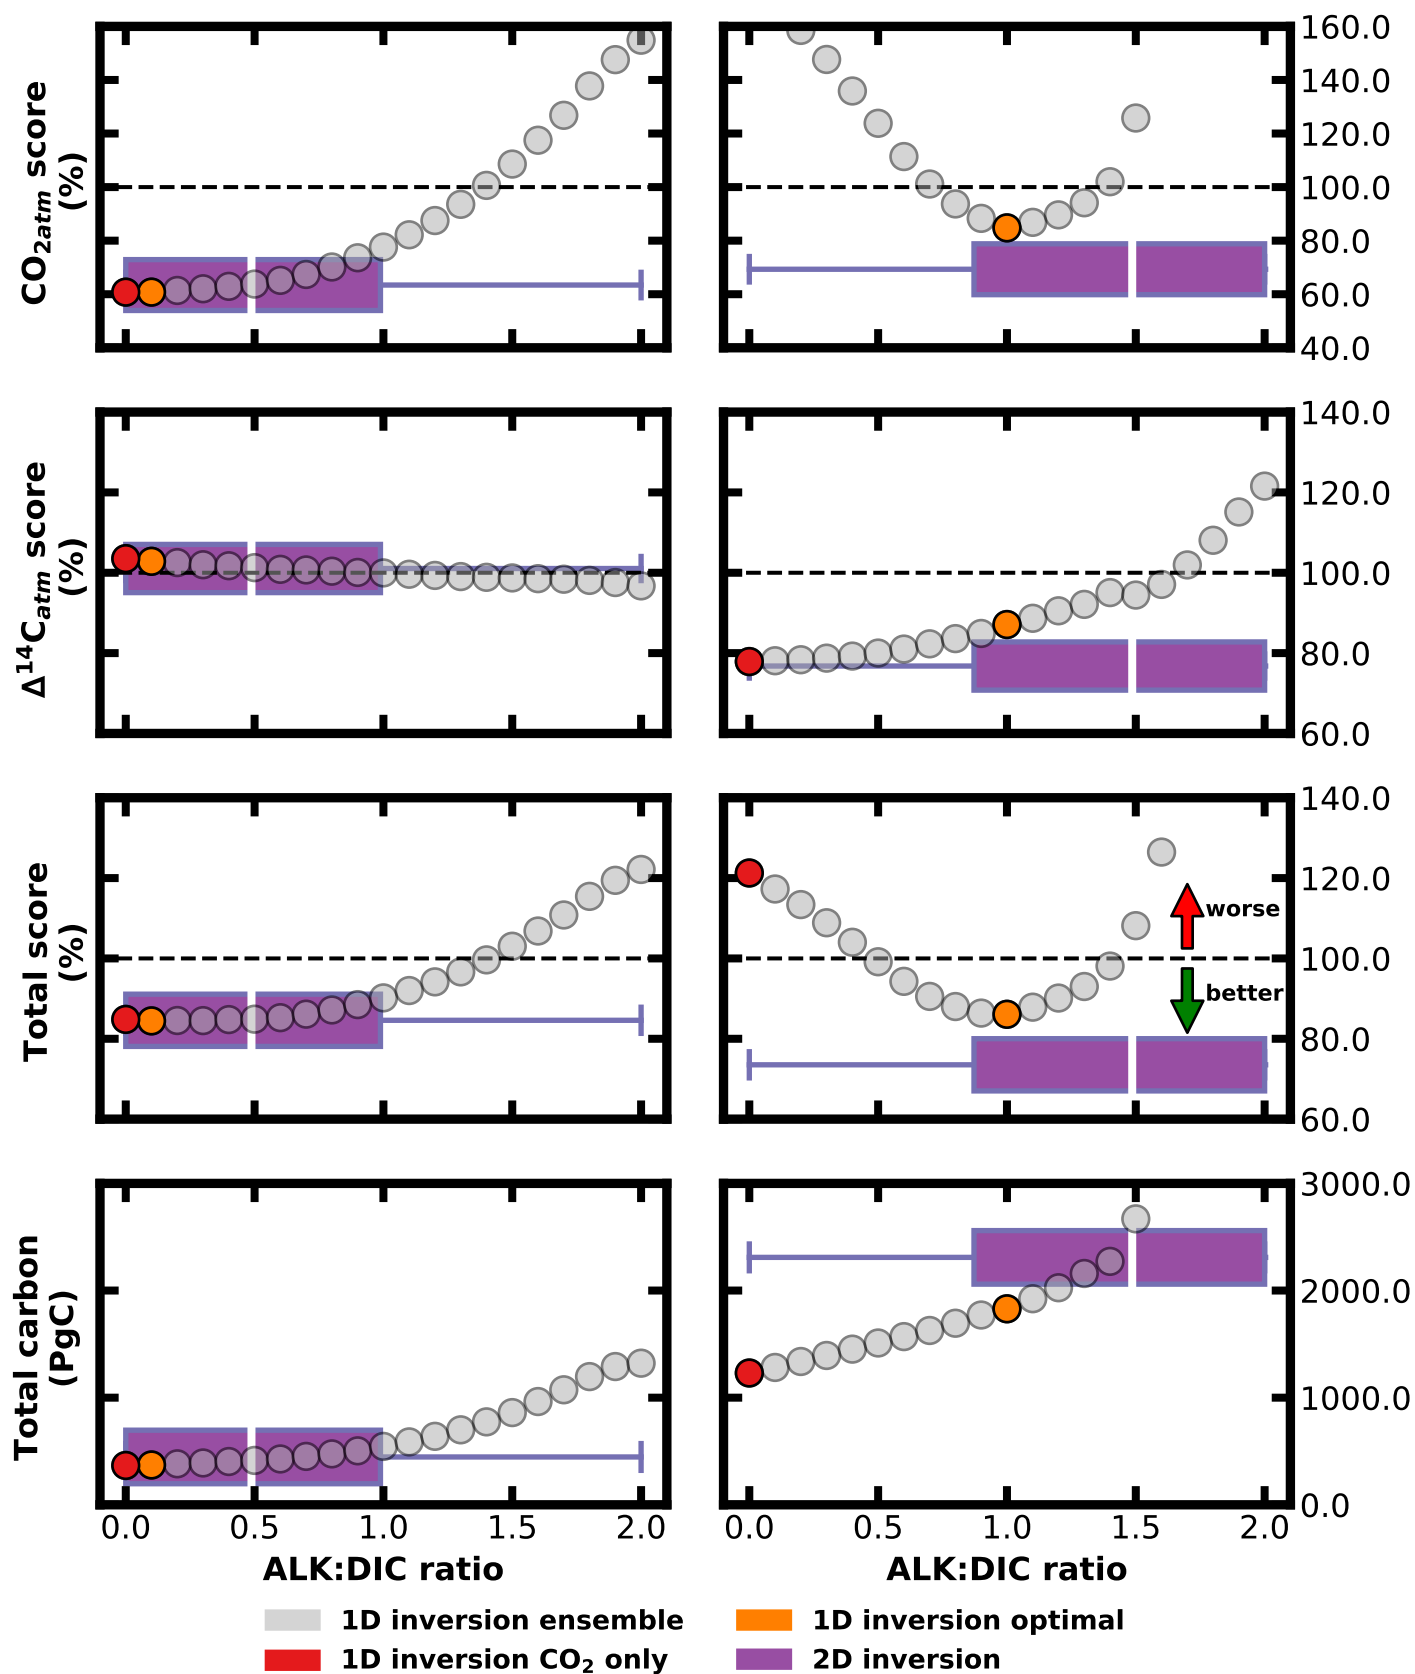 CO₂atm score
(%)
160.0
140.0
120.0
100.0
80.0
60.0
40.0
Δ¹⁴Catm score
(%)
140.0
120.0
100.0
80.0
60.0
Total score
(%)
140.0
120.0
worse
100.0
better
80.0
60.0
Total carbon
(PgC)
3000.0
2000.0
1000.0
0.0
0.0 0.5 1.0 1.5 2.0
0.0 0.5 1.0 1.5 2.0
ALK:DIC ratio
ALK:DIC ratio
1D inversion ensemble
1D inversion optimal
1D inversion CO₂ only
2D inversion